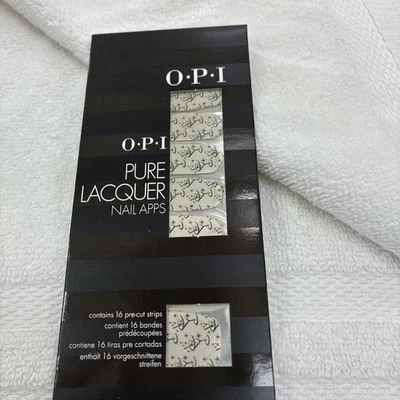 O·P·I
O·P·I
PURE
LACQUER
NAIL APPS
contains 16 pre-cut strips
contient 16 bandes
prédécoupées
contiene 16 tiras pre cortadas
enthält 16 vorgeschnittene
streifen